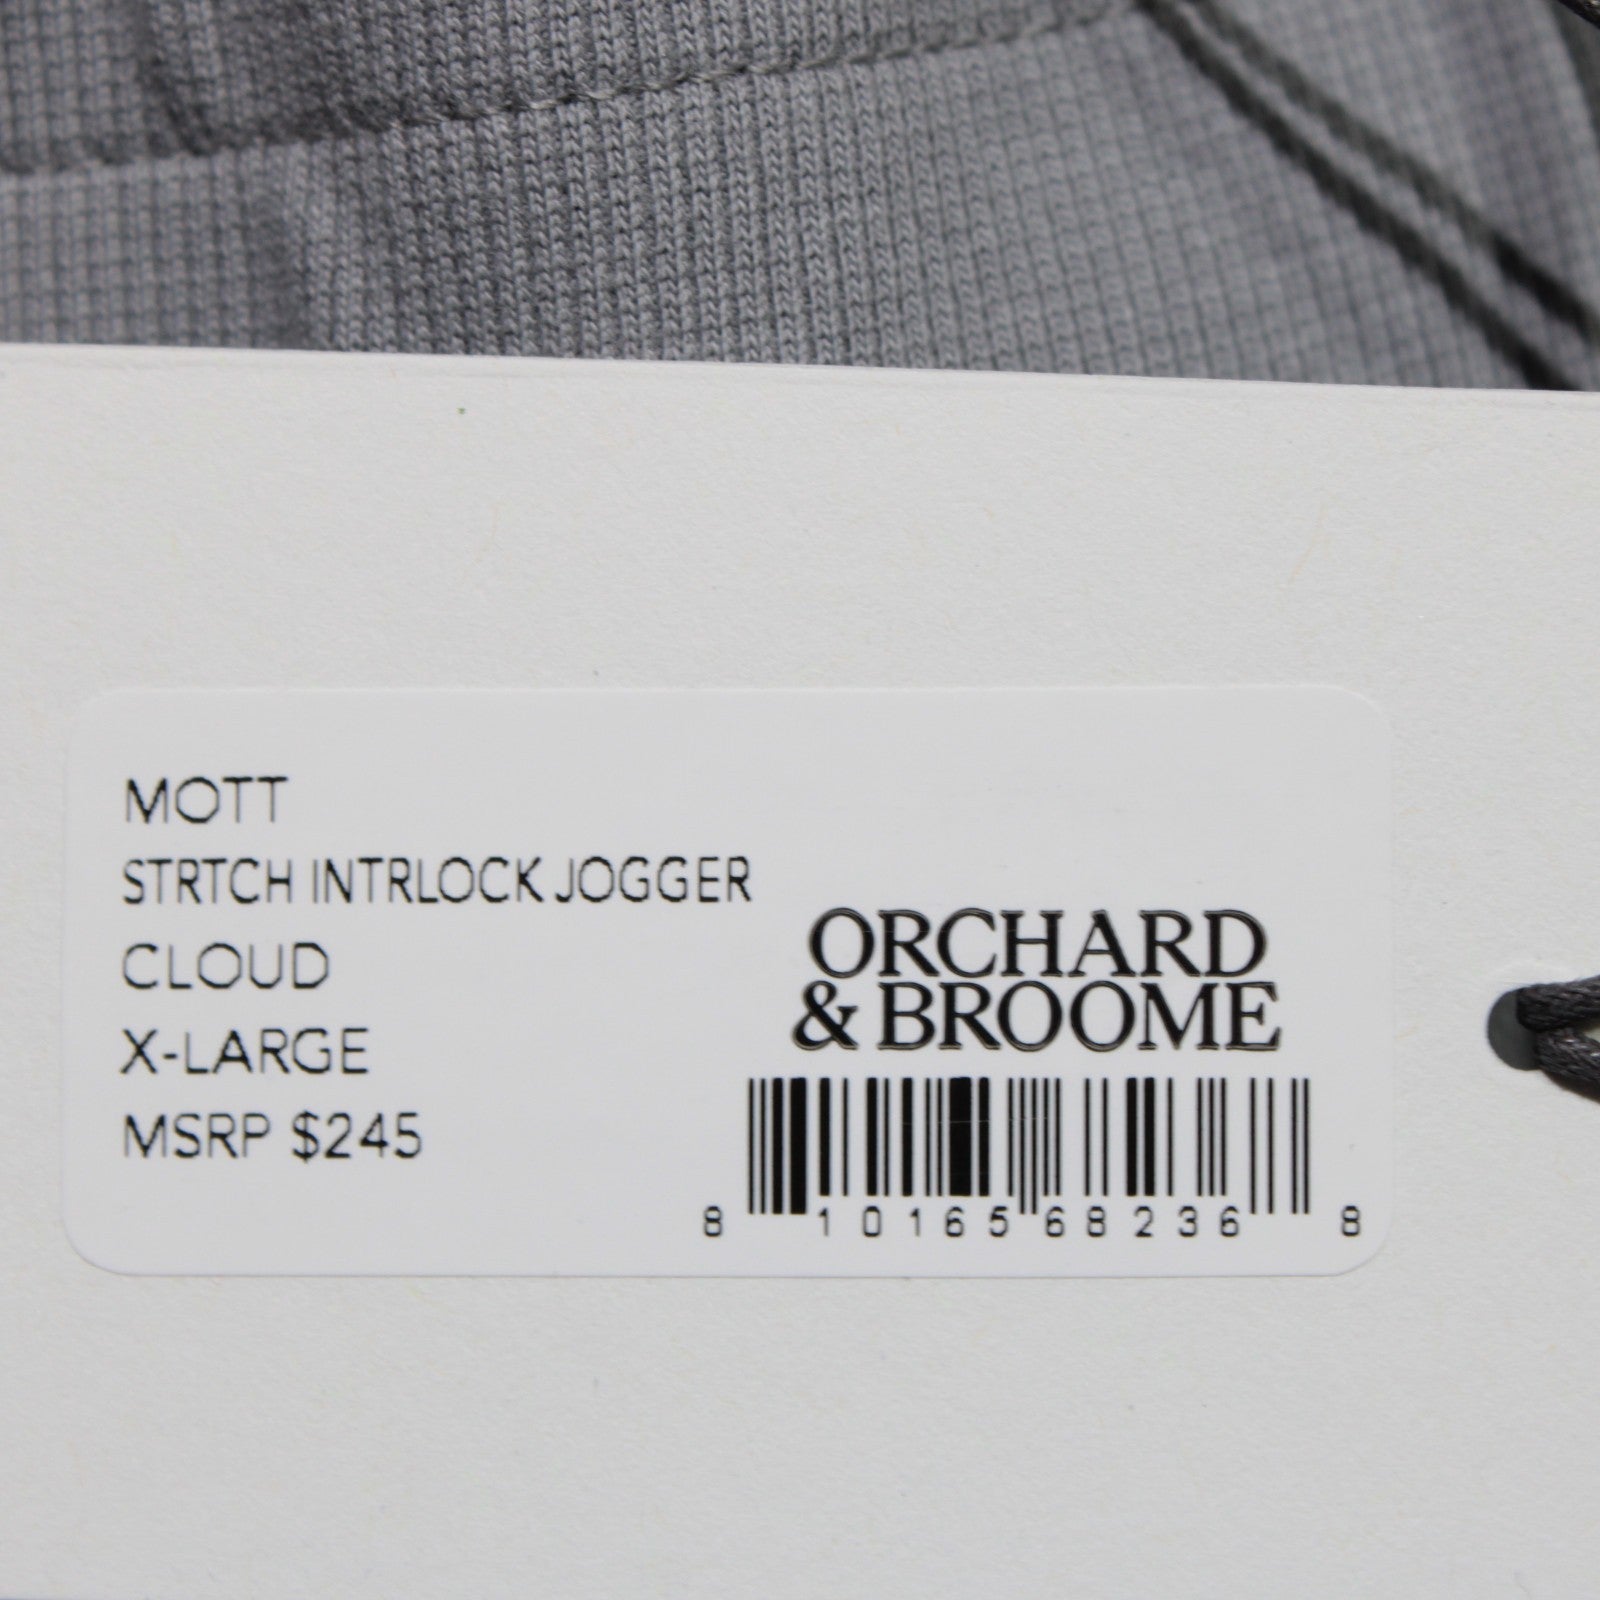 MOTT
STRTCH INTRLOCK JOGGER
CLOUD
X-LARGE
MSRP $245
ORCHARD
& BROOME
8 10165 68236 8